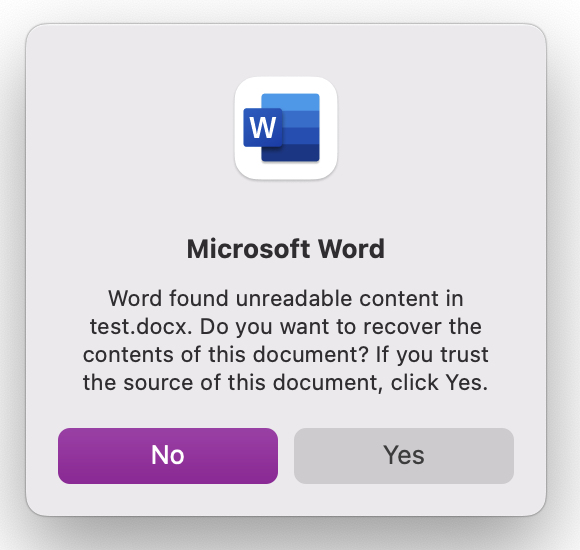 W
Microsoft Word
Word found unreadable content in
test.docx. Do you want to recover the
contents of this document? If you trust
the source of this document, click Yes.
No
Yes